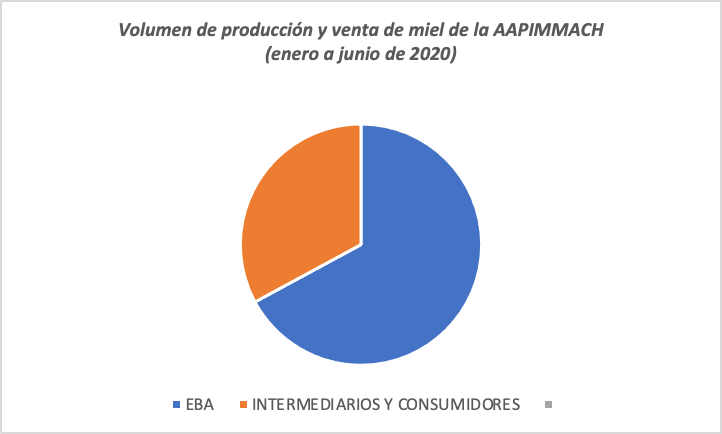 Volumen de producción y venta de miel de la AAPIMMACH
(enero a junio de 2020)
EBA INTERMEDIARIOS Y CONSUMIDORES